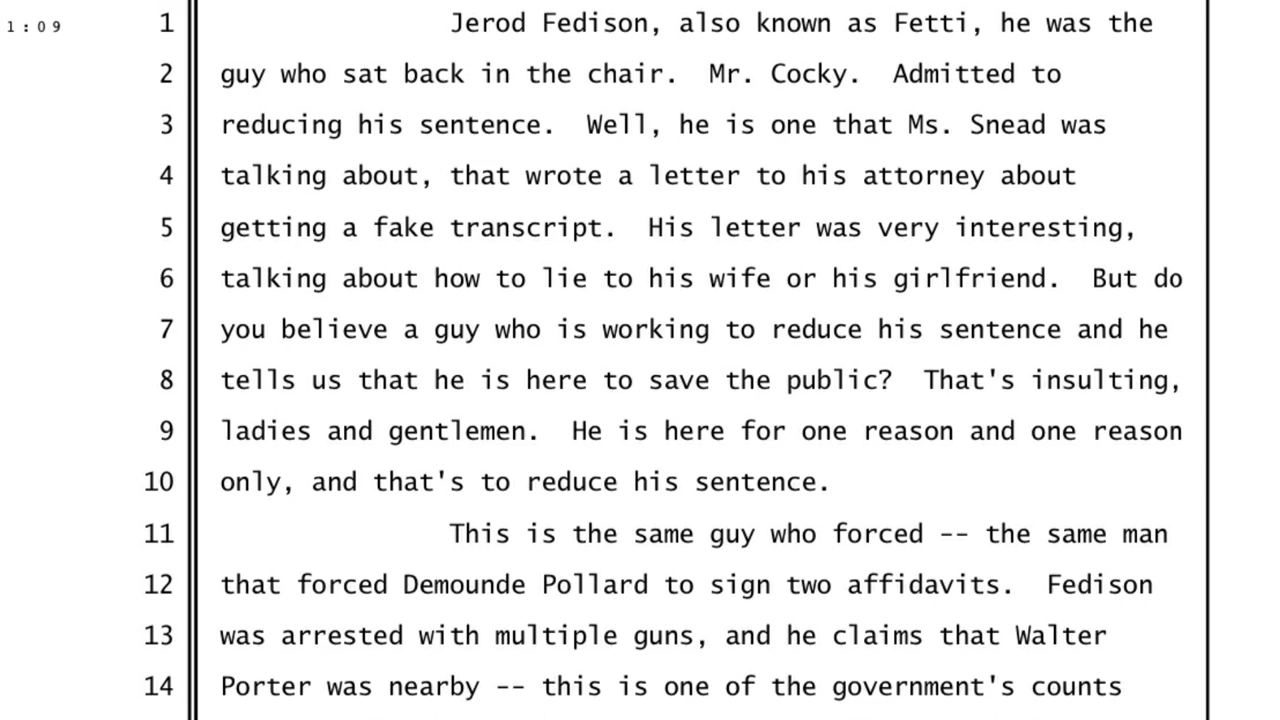 1:09
1 Jerod Fedison, also known as Fetti, he was the
2 guy who sat back in the chair. Mr. Cocky. Admitted to
3 reducing his sentence. Well, he is one that Ms. Snead was
4 talking about, that wrote a letter to his attorney about
5 getting a fake transcript. His letter was very interesting,
6 talking about how to lie to his wife or his girlfriend. But do
7 you believe a guy who is working to reduce his sentence and he
8 tells us that he is here to save the public? That's insulting,
9 ladies and gentlemen. He is here for one reason and one reason
10 only, and that's to reduce his sentence.
11 This is the same guy who forced -- the same man
12 that forced Demounde Pollard to sign two affidavits. Fedison
13 was arrested with multiple guns, and he claims that Walter
14 Porter was nearby -- this is one of the government's counts